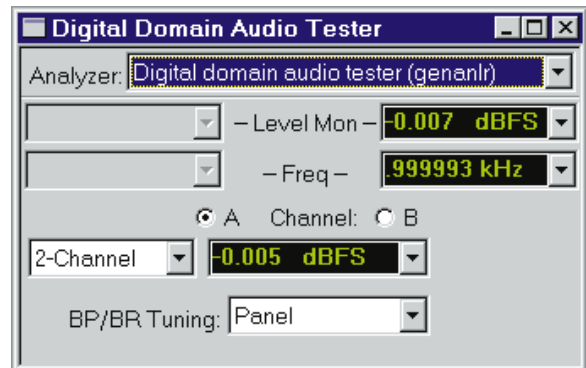 Digital Domain Audio Tester
Analyzer: Digital domain audio tester (genanlr)
– Level Mon – -0.007 dBFS
– Freq – .999993 kHz
A Channel: B
2-Channel -0.005 dBFS
BP/BR Tuning: Panel